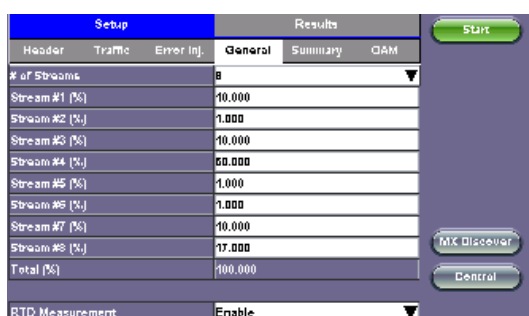 Setup Results
Header Traffic Error Inj. General Summary OAM
# of Streams 8
Stream #1 (%) 10.000
Stream #2 (%) 1.000
Stream #3 (%) 10.000
Stream #4 (%) 50.000
Stream #5 (%) 1.000
Stream #6 (%) 1.000
Stream #7 (%) 10.000
Stream #8 (%) 17.000
Total (%) 100.000
RTD Measurement Enable
Start
MX Discover
Control